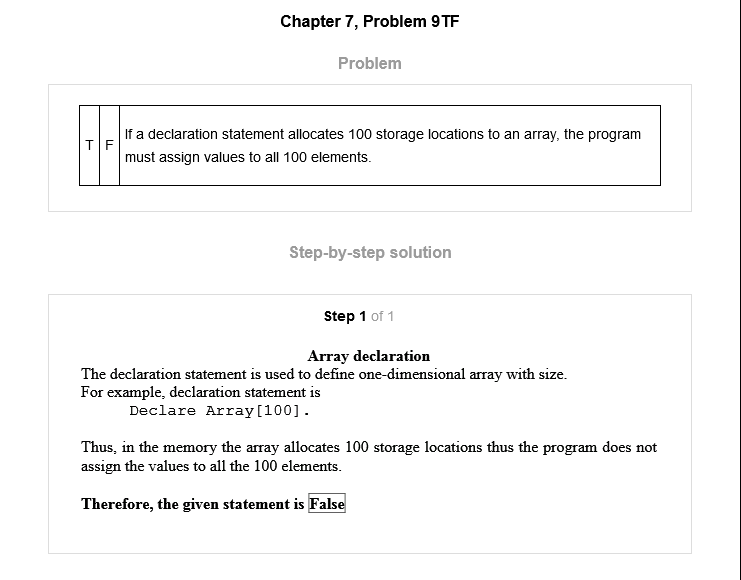 Chapter 7, Problem 9TF
Problem
T F If a declaration statement allocates 100 storage locations to an array, the program
must assign values to all 100 elements.
Step-by-step solution
Step 1 of 1
Array declaration
The declaration statement is used to define one-dimensional array with size.
For example, declaration statement is
Declare Array[100].
Thus, in the memory the array allocates 100 storage locations thus the program does not
assign the values to all the 100 elements.
Therefore, the given statement is False